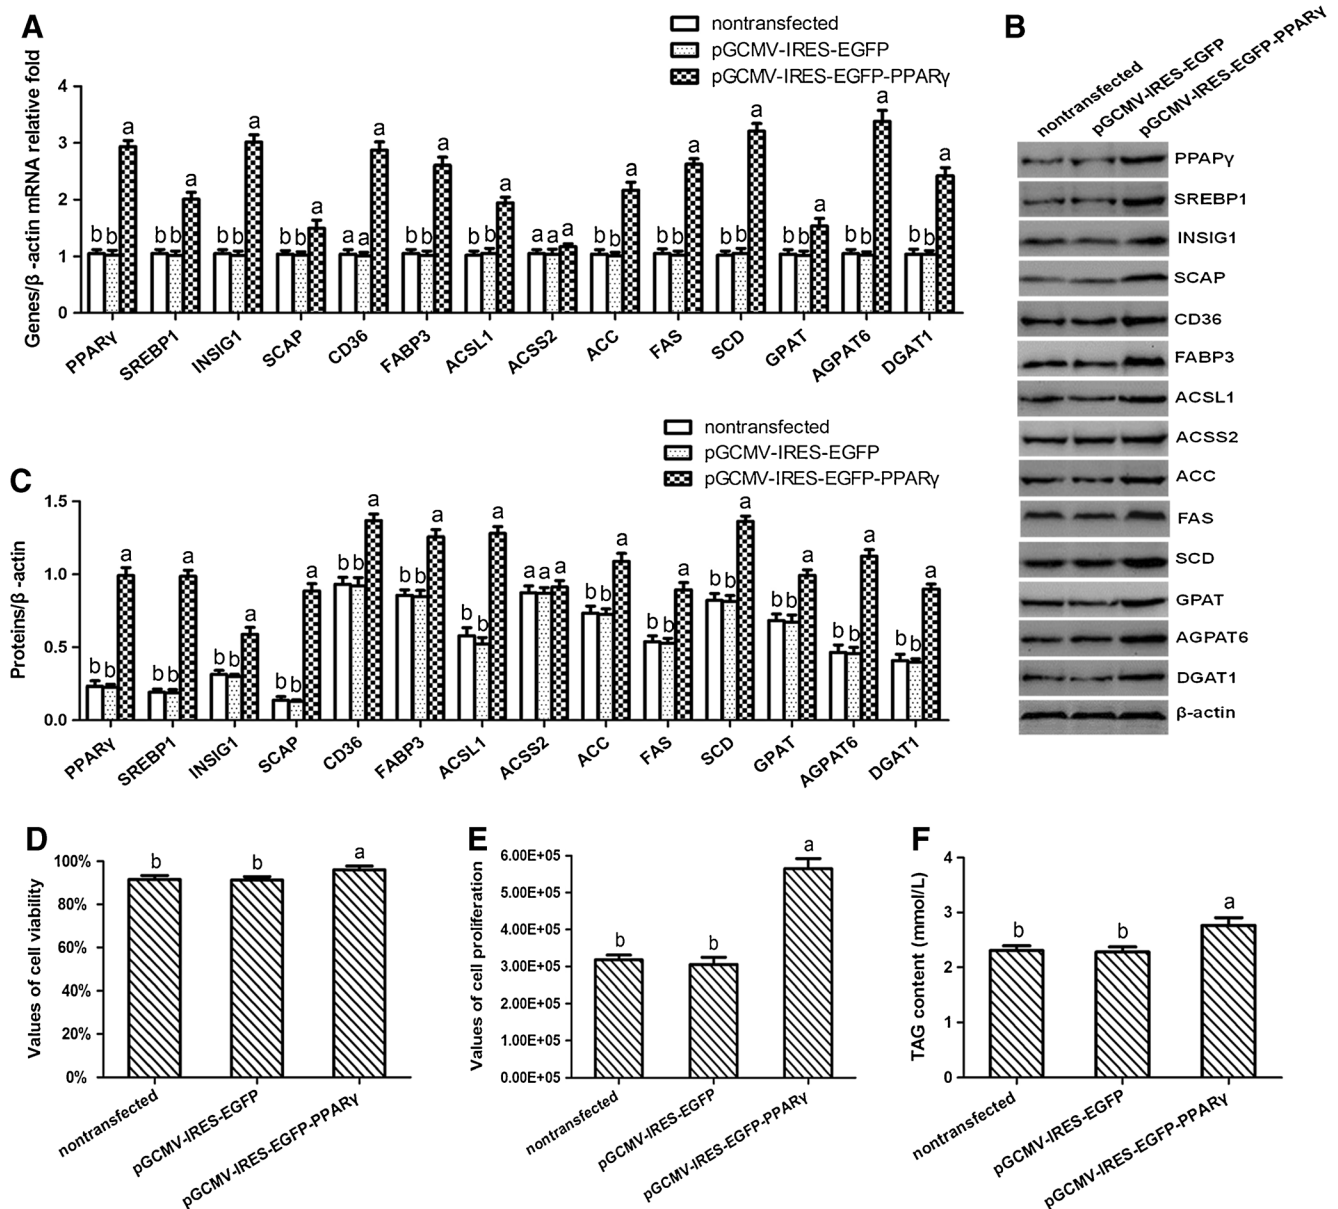 A
nontransfected
pGCMV-IRES-EGFP
pGCMV-IRES-EGFP-PPARγ
Genes/β -actin mRNA relative fold
4
3
2
1
0
b b a
b b a
b b a
b b a
a a a
b b a
b b a
a a a
b b a
b b a
b b a
b b a
b b a
b b a
PPARγ SREBP1 INSIG1 SCAP CD36 FABP3 ACSL1 ACSS2 ACC FAS SCD GPAT AGPAT6 DGAT1
B
nontransfected
pGCMV-IRES-EGFP
pGCMV-IRES-EGFP-PPARγ
PPAPγ
SREBP1
INSIG1
SCAP
CD36
FABP3
ACSL1
ACSS2
ACC
FAS
SCD
GPAT
AGPAT6
DGAT1
β-actin
C
nontransfected
pGCMV-IRES-EGFP
pGCMV-IRES-EGFP-PPARγ
Proteins/β -actin
1.5
1.0
0.5
0.0
b b a
b b a
b b a
b b a
b b a
b b a
b b a
a a a
b b a
b b a
b b a
b b a
b b a
b b a
PPARγ SREBP1 INSIG1 SCAP CD36 FABP3 ACSL1 ACSS2 ACC FAS SCD GPAT AGPAT6 DGAT1
D
Values of cell viability
100%
80%
60%
40%
20%
0%
b b a
nontransfected
pGCMV-IRES-EGFP
pGCMV-IRES-EGFP-PPARγ
E
Values of cell proliferation
6.00E+05
5.00E+05
4.00E+05
3.00E+05
2.00E+05
1.00E+05
0.00E+05
b b a
nontransfected
pGCMV-IRES-EGFP
pGCMV-IRES-EGFP-PPARγ
F
TAG content (mmol/L)
4
3
2
1
0
b b a
nontransfected
pGCMV-IRES-EGFP
pGCMV-IRES-EGFP-PPARγ